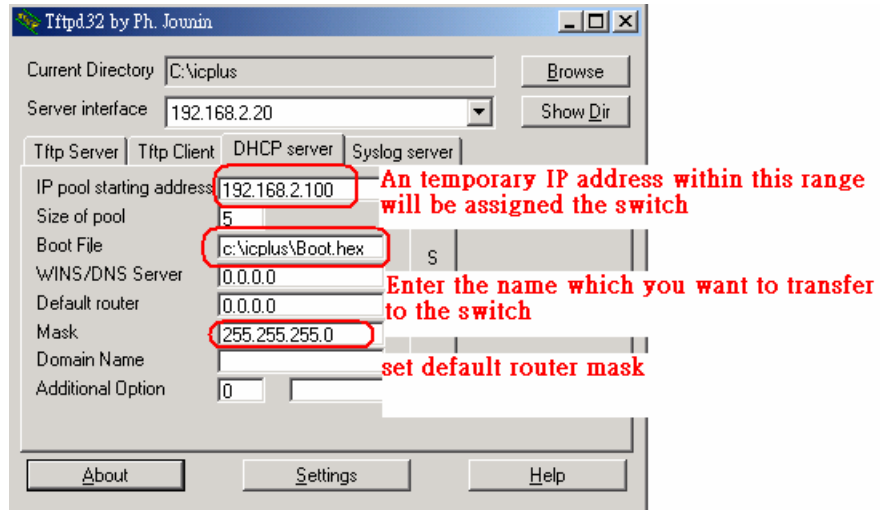 Tftpd32 by Ph. Jounin
Current Directory C:\icplus Browse
Server interface 192.168.2.20 Show Dir
Tftp Server Tftp Client DHCP server Syslog server
IP pool starting address 192.168.2.100
An temporary IP address within this range
will be assigned the switch
Size of pool 5
Boot File c:\icplus\Boot.hex S
WINS/DNS Server 0.0.0.0
Enter the name which you want to transfer
to the switch
Default router 0.0.0.0
Mask 255.255.255.0
set default router mask
Domain Name
Additional Option 0
About Settings Help